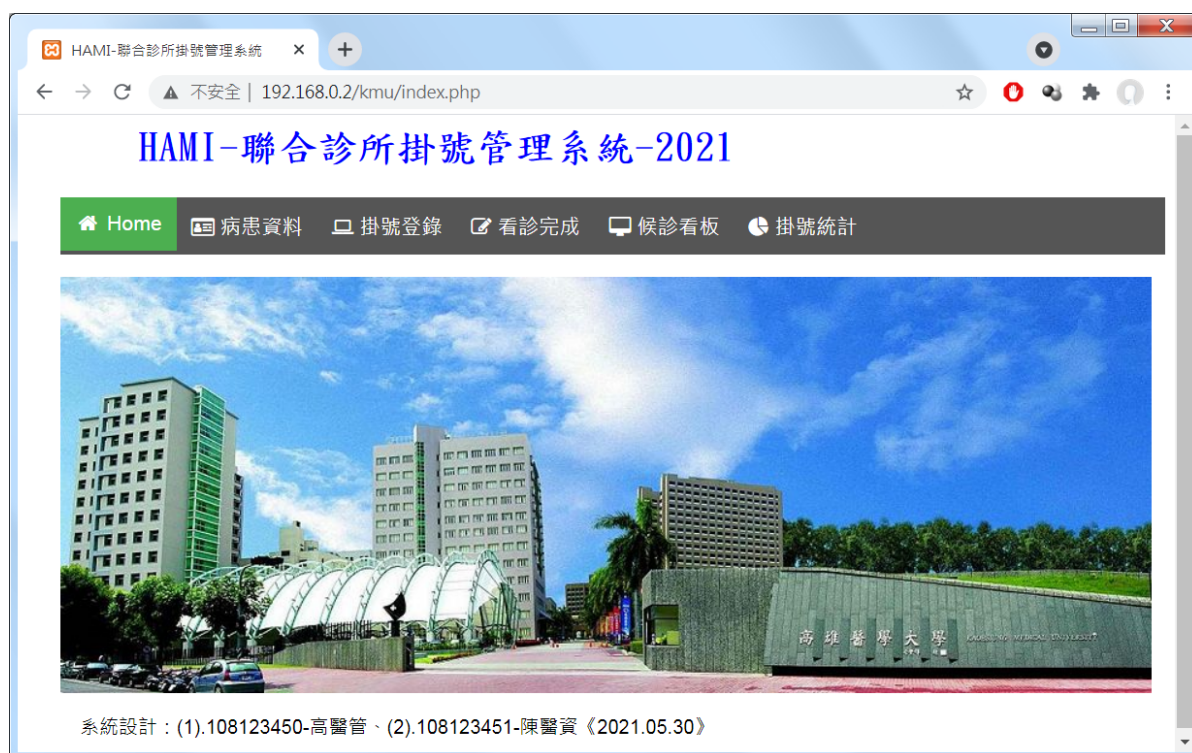 HAMI-聯合診所掛號管理系統
不安全 | 192.168.0.2/kmu/index.php
HAMI-聯合診所掛號管理系統-2021
Home 病患資料 掛號登錄 看診完成 候診看板 掛號統計
高雄醫學大學 KAOHSIUNG MEDICAL UNIVERSITY
系統設計：(1).108123450-高醫管、(2).108123451-陳醫資《2021.05.30》